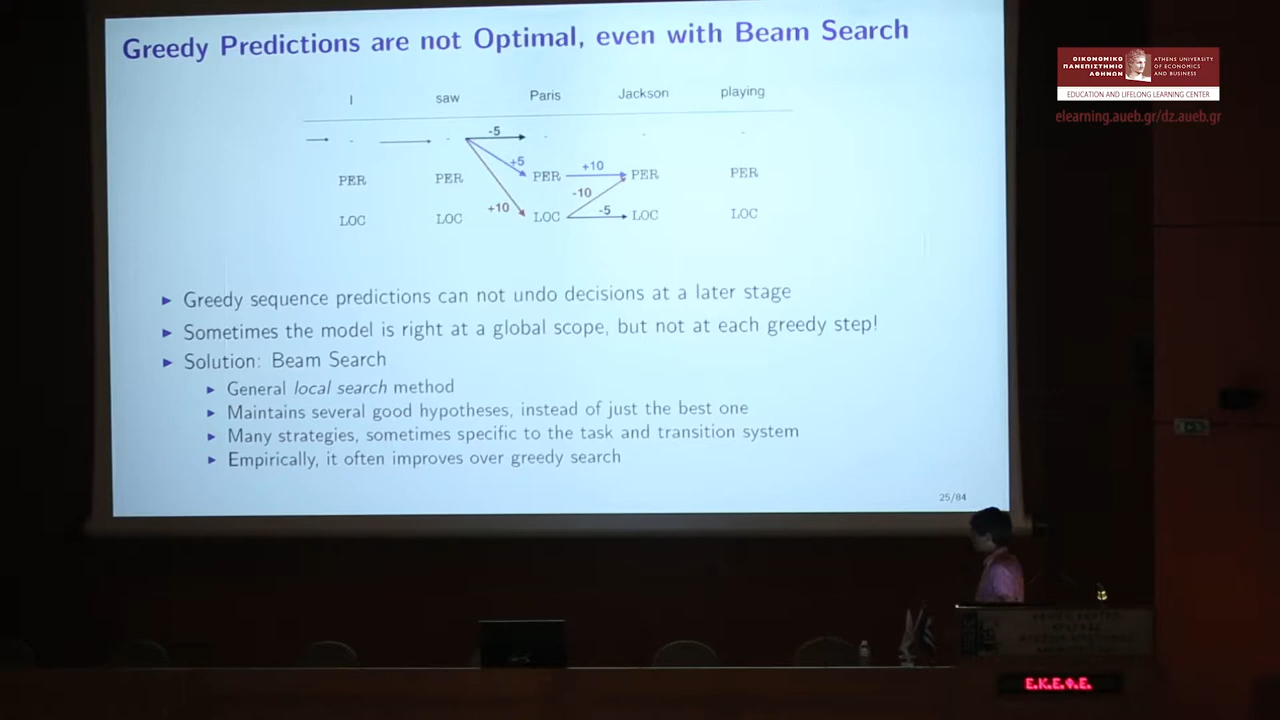 Greedy Predictions are not Optimal, even with Beam Search
I saw Paris Jackson playing
- - -5 - - -
+5 +10
PER PER PER PER PER
-10
+10 -5
LOC LOC LOC LOC LOC
Greedy sequence predictions can not undo decisions at a later stage
Sometimes the model is right at a global scope, but not at each greedy step!
Solution: Beam Search
General local search method
Maintains several good hypotheses, instead of just the best one
Many strategies, sometimes specific to the task and transition system
Empirically, it often improves over greedy search
25/84
ΟΙΚΟΝΟΜΙΚΟ
ΠΑΝΕΠΙΣΤΗΜΙΟ
ΑΘΗΝΩΝ
ATHENS UNIVERSITY
OF ECONOMICS
AND BUSINESS
EDUCATION AND LIFELONG LEARNING CENTER
elearning.aueb.gr/dz.aueb.gr
Ε.Κ.Ε.Φ.Ε.